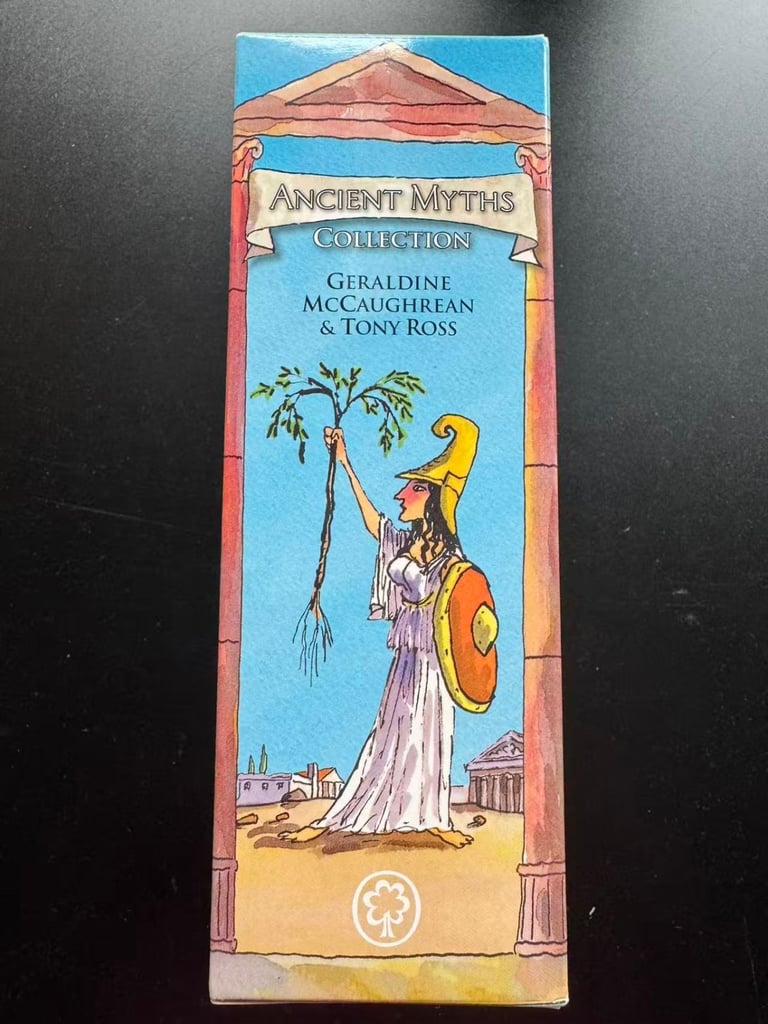 Ancient Myths
Collection
Geraldine
McCaughrean
& Tony Ross